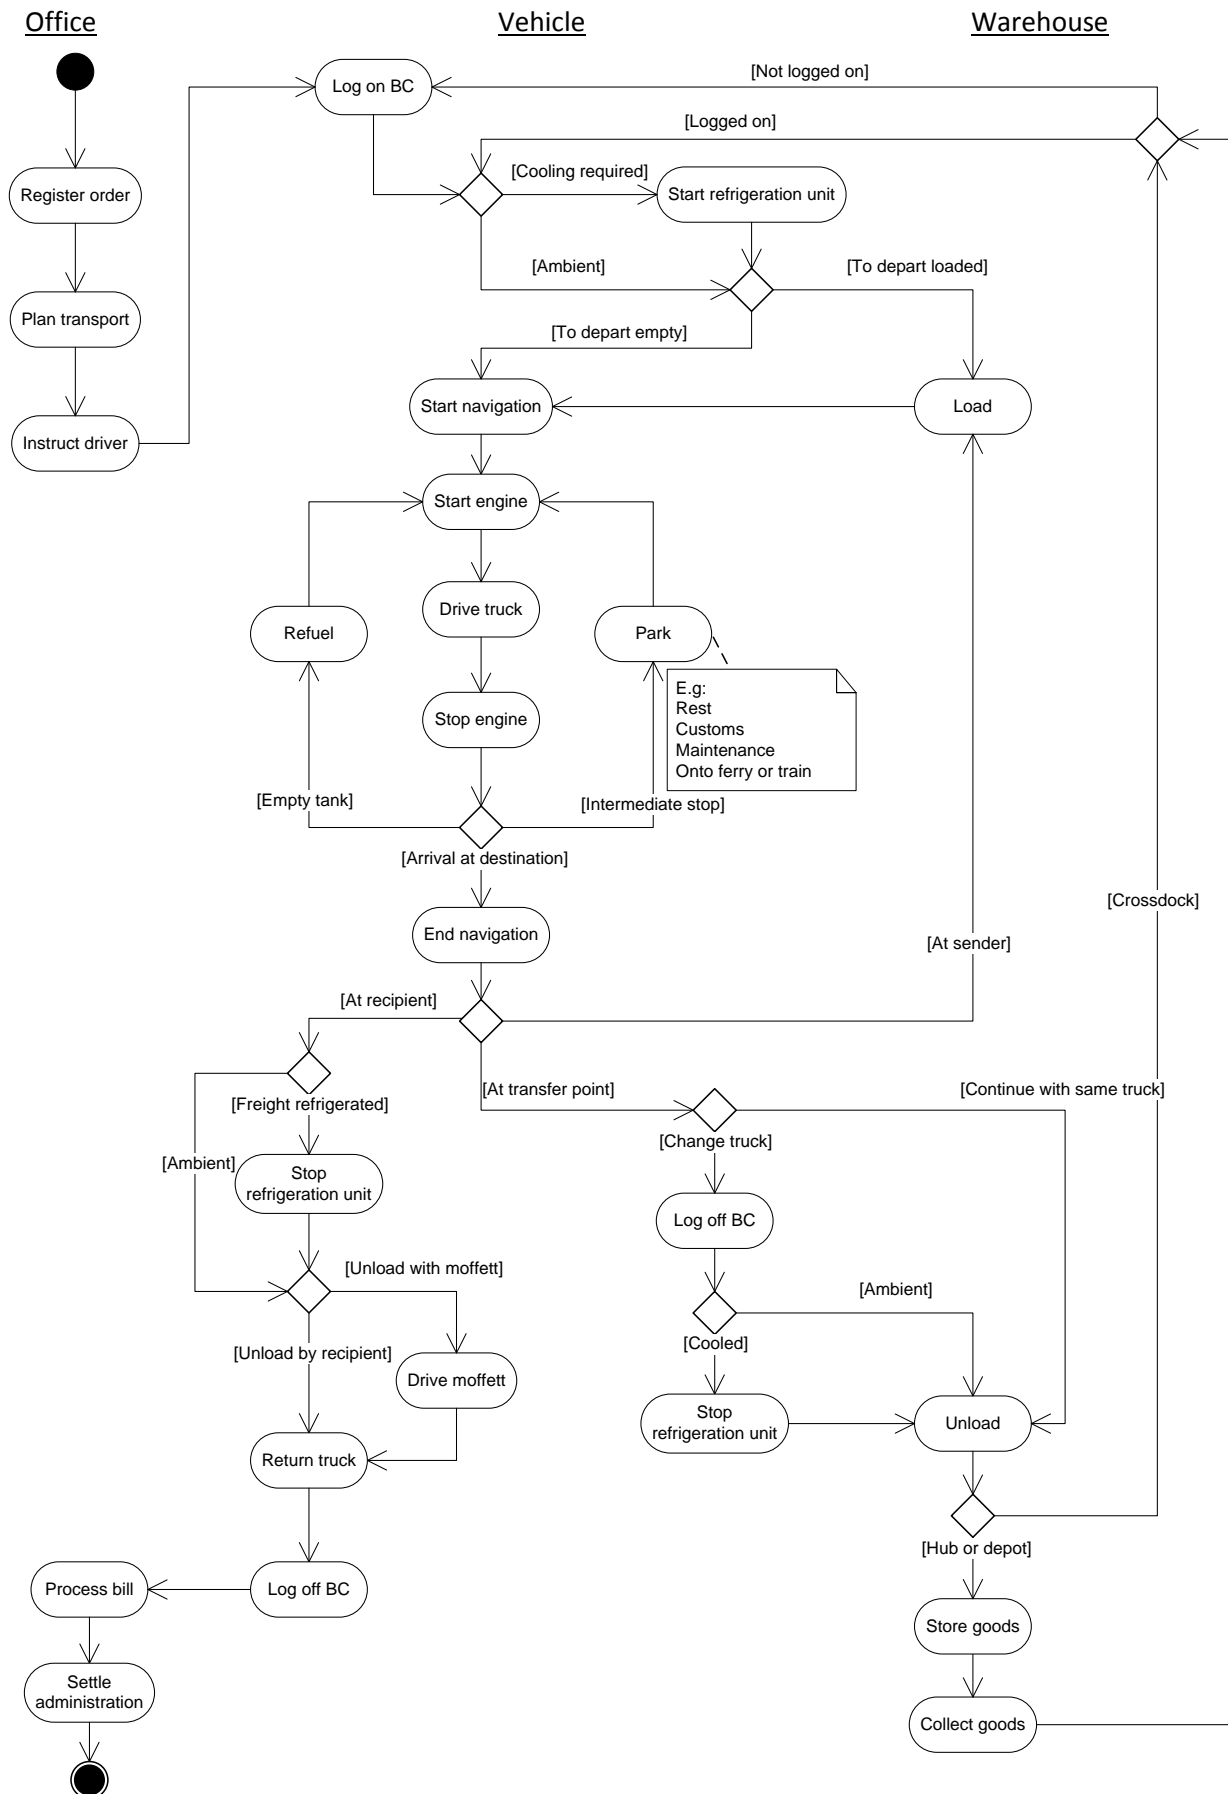 Office
Vehicle
Warehouse
Log on BC
[Not logged on]
[Logged on]
[Cooling required]
Register order
Start refrigeration unit
[Ambient]
[To depart loaded]
Plan transport
[To depart empty]
Start navigation
Load
Instruct driver
Start engine
Drive truck
Refuel
Park
E.g:
Rest
Customs
Maintenance
Onto ferry or train
Stop engine
[Empty tank]
[Intermediate stop]
[Arrival at destination]
[Crossdock]
End navigation
[At sender]
[At recipient]
[At transfer point]
[Continue with same truck]
[Freight refrigerated]
[Change truck]
[Ambient]
Stop
refrigeration unit
Log off BC
[Unload with moffett]
[Ambient]
[Unload by recipient]
[Cooled]
Drive moffett
Stop
refrigeration unit
Unload
Return truck
[Hub or depot]
Process bill
Log off BC
Store goods
Settle
administration
Collect goods